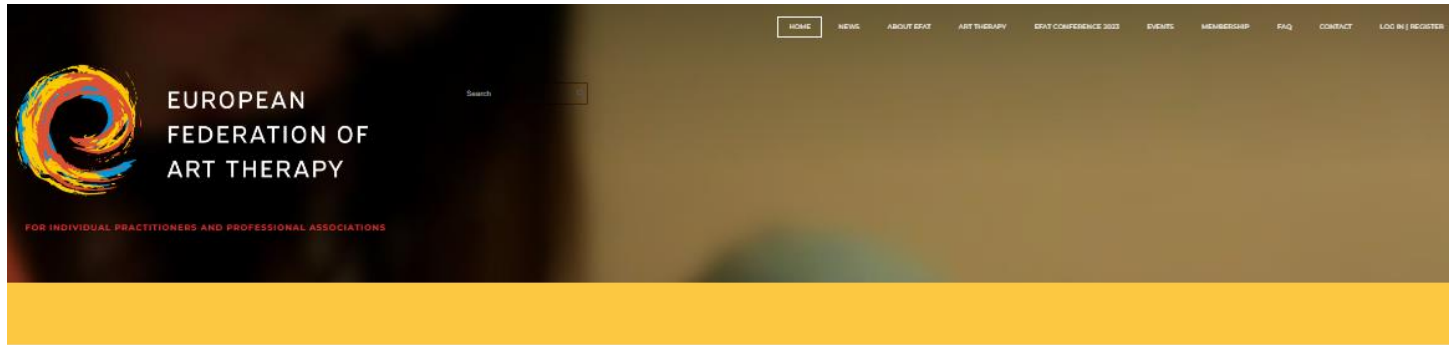 HOME NEWS ABOUT EFAT ART THERAPY EFAT CONFERENCE 2023 EVENTS MEMBERSHIP FAQ CONTACT LOG IN | REGISTER
Search
EUROPEAN
FEDERATION OF
ART THERAPY
FOR INDIVIDUAL PRACTITIONERS AND PROFESSIONAL ASSOCIATIONS